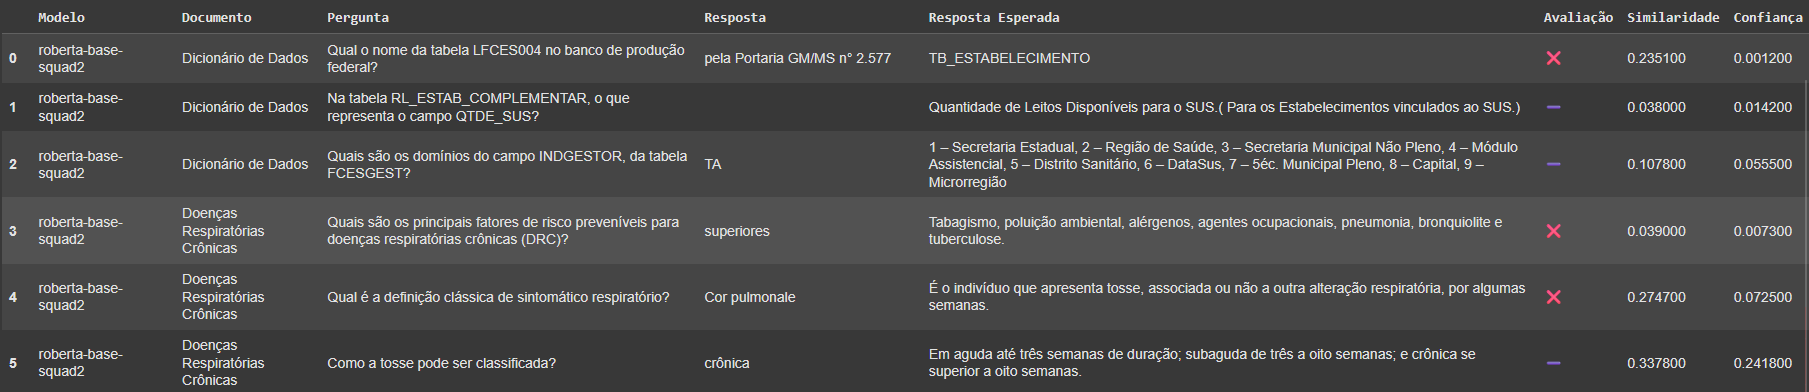 Modelo Documento Pergunta Resposta Resposta Esperada Avaliação Similaridade Confiança
0 roberta-base-squad2 Dicionário de Dados Qual o nome da tabela LFCES004 no banco de produção federal? pela Portaria GM/MS n° 2.577 TB_ESTABELECIMENTO ❌ 0.235100 0.001200
1 roberta-base-squad2 Dicionário de Dados Na tabela RL_ESTAB_COMPLEMENTAR, o que representa o campo QTDE_SUS? Quantidade de Leitos Disponíveis para o SUS.( Para os Estabelecimentos vinculados ao SUS.) ➖ 0.038000 0.014200
2 roberta-base-squad2 Dicionário de Dados Quais são os domínios do campo INDGESTOR, da tabela FCESGEST? TA 1 – Secretaria Estadual, 2 – Região de Saúde, 3 – Secretaria Municipal Não Pleno, 4 – Módulo Assistencial, 5 – Distrito Sanitário, 6 – DataSus, 7 – 5éc. Municipal Pleno, 8 – Capital, 9 – Microrregião ➖ 0.107800 0.055500
3 roberta-base-squad2 Doenças Respiratórias Crônicas Quais são os principais fatores de risco preveníveis para doenças respiratórias crônicas (DRC)? superiores Tabagismo, poluição ambiental, alérgenos, agentes ocupacionais, pneumonia, bronquiolite e tuberculose. ❌ 0.039000 0.007300
4 roberta-base-squad2 Doenças Respiratórias Crônicas Qual é a definição clássica de sintomático respiratório? Cor pulmonale É o indivíduo que apresenta tosse, associada ou não a outra alteração respiratória, por algumas semanas. ❌ 0.274700 0.072500
5 roberta-base-squad2 Doenças Respiratórias Crônicas Como a tosse pode ser classificada? crônica Em aguda até três semanas de duração; subaguda de três a oito semanas; e crônica se superior a oito semanas. ➖ 0.337800 0.241800